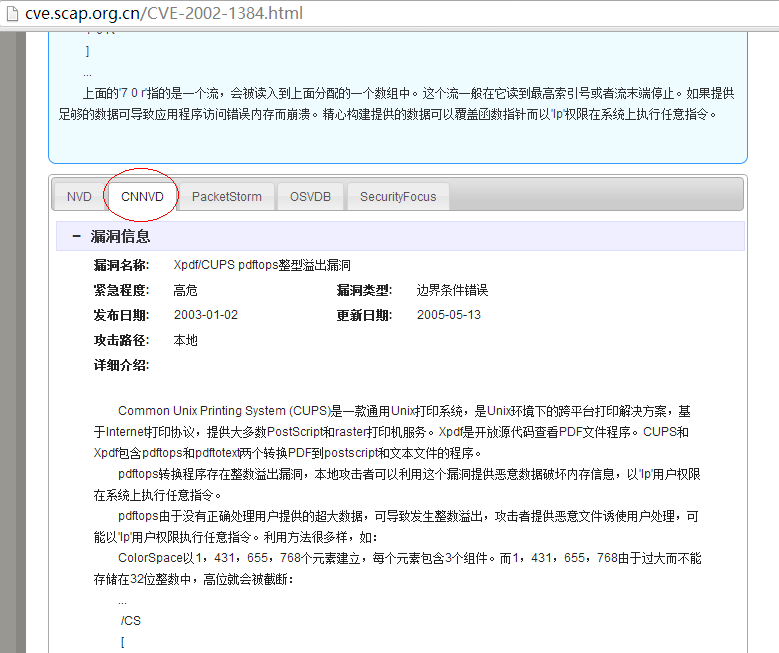 cve.scap.org.cn/CVE-2002-1384.html
]
...
上面的'7 0 r'指的是一个流，会被读入到上面分配的一个数组中。这个流一般在它读到最高索引号或者流末端停止。如果提供
足够的数据可导致应用程序访问错误内存而崩溃。精心构建提供的数据可以覆盖函数指针而以'lp'权限在系统上执行任意指令。
NVD CNNVD PacketStorm OSVDB SecurityFocus
− 漏洞信息
漏洞名称: Xpdf/CUPS pdftops整型溢出漏洞
紧急程度: 高危 漏洞类型: 边界条件错误
发布日期: 2003-01-02 更新日期: 2005-05-13
攻击路径: 本地
详细介绍:
Common Unix Printing System (CUPS)是一款通用Unix打印系统，是Unix环境下的跨平台打印解决方案，基
于Internet打印协议，提供大多数PostScript和raster打印机服务。Xpdf是开放源代码查看PDF文件程序。CUPS和
Xpdf包含pdftops和pdftotext两个转换PDF到postscript和文本文件的程序。
pdftops转换程序存在整数溢出漏洞，本地攻击者可以利用这个漏洞提供恶意数据破坏内存信息，以'lp'用户权限
在系统上执行任意指令。
pdftops由于没有正确处理用户提供的超大数据，可导致发生整数溢出，攻击者提供恶意文件诱使用户处理，可
能以'lp'用户权限执行任意指令。利用方法很多样，如：
ColorSpace以1，431，655，768个元素建立，每个元素包含3个组件。而1，431，655，768由于过大而不能
存储在32位整数中，高位就会被截断：
...
/CS
[